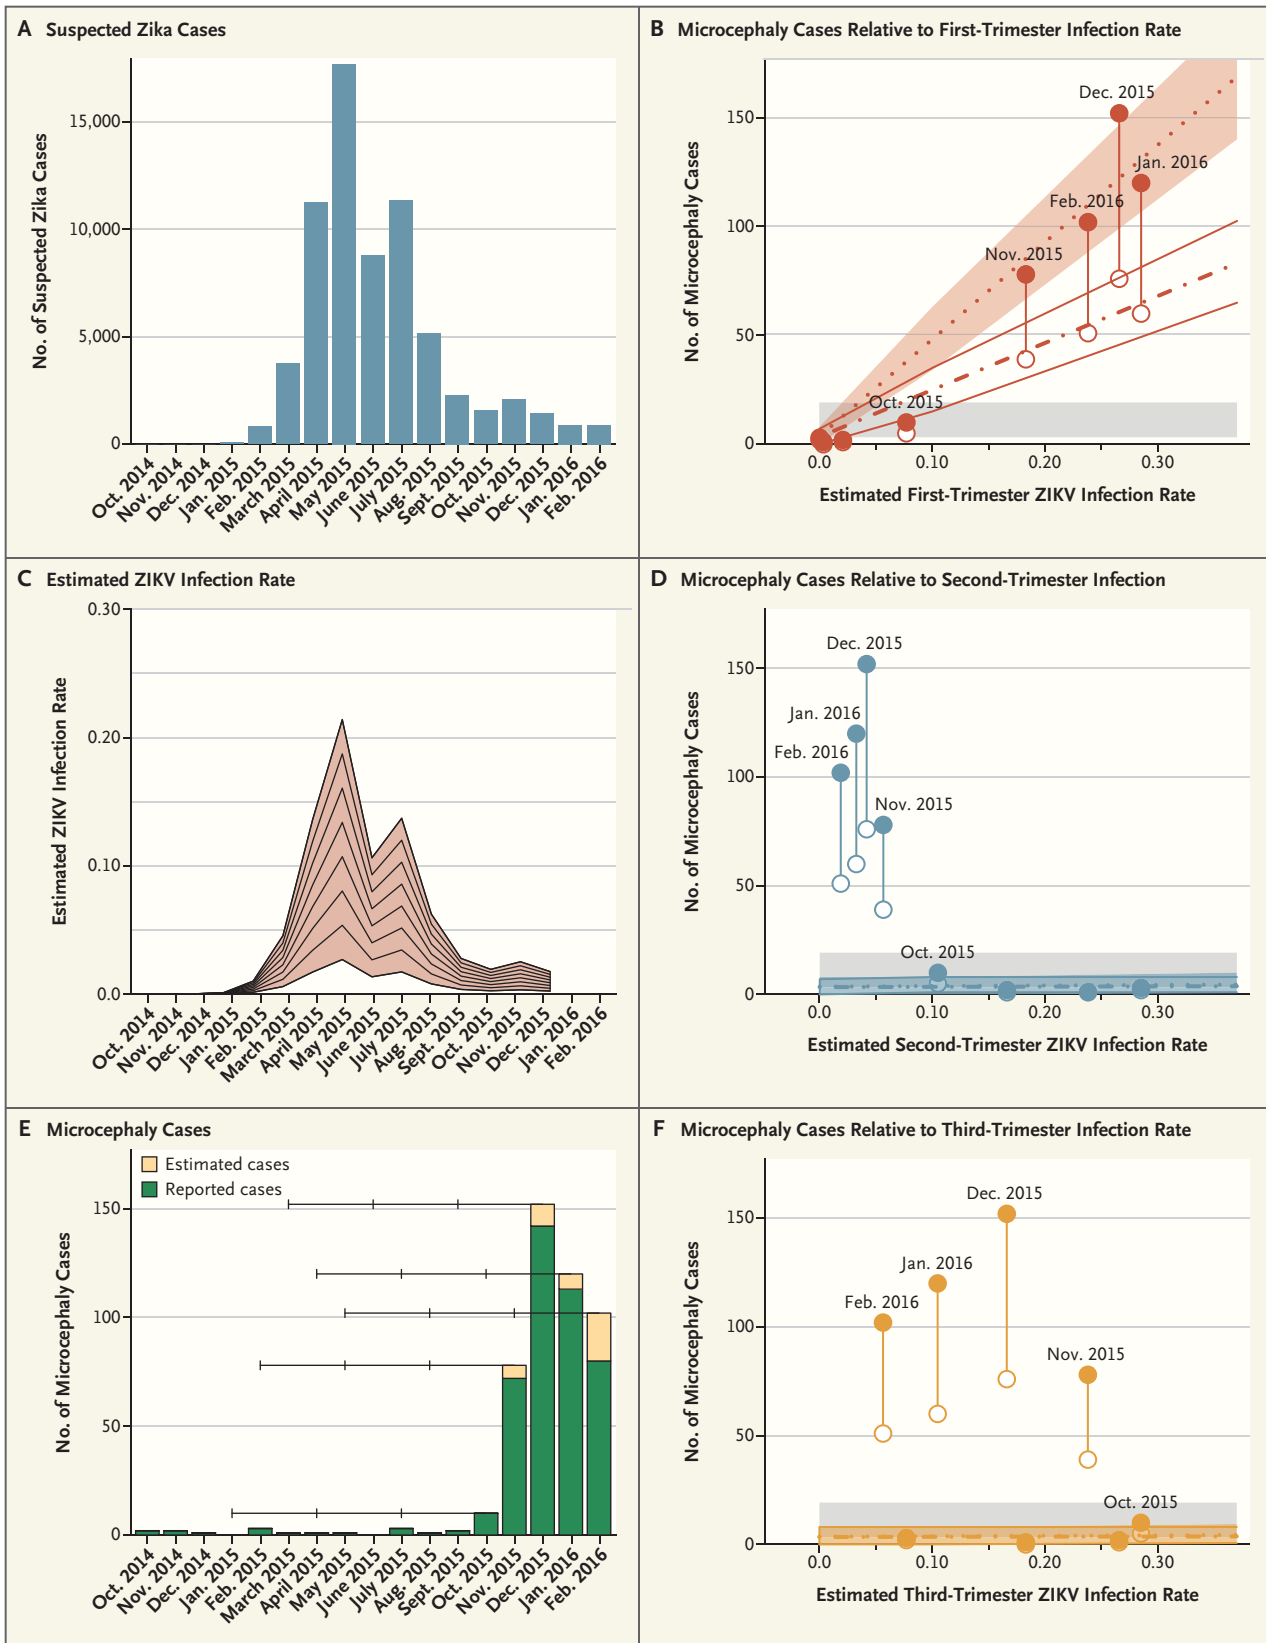 A Suspected Zika Cases
No. of Suspected Zika Cases
15,000
10,000
5,000
0
Oct. 2014
Nov. 2014
Dec. 2014
Jan. 2015
Feb. 2015
March 2015
April 2015
May 2015
June 2015
July 2015
Aug. 2015
Sept. 2015
Oct. 2015
Nov. 2015
Dec. 2015
Jan. 2016
Feb. 2016
B Microcephaly Cases Relative to First-Trimester Infection Rate
No. of Microcephaly Cases
150
100
50
0
Dec. 2015
Jan. 2016
Feb. 2016
Nov. 2015
Oct. 2015
0.0 0.10 0.20 0.30
Estimated First-Trimester ZIKV Infection Rate
C Estimated ZIKV Infection Rate
Estimated ZIKV Infection Rate
0.30
0.20
0.10
0.0
Oct. 2014
Nov. 2014
Dec. 2014
Jan. 2015
Feb. 2015
March 2015
April 2015
May 2015
June 2015
July 2015
Aug. 2015
Sept. 2015
Oct. 2015
Nov. 2015
Dec. 2015
Jan. 2016
Feb. 2016
D Microcephaly Cases Relative to Second-Trimester Infection
No. of Microcephaly Cases
150
100
50
0
Dec. 2015
Jan. 2016
Feb. 2016
Nov. 2015
Oct. 2015
0.0 0.10 0.20 0.30
Estimated Second-Trimester ZIKV Infection Rate
E Microcephaly Cases
Estimated cases
Reported cases
No. of Microcephaly Cases
150
100
50
0
Oct. 2014
Nov. 2014
Dec. 2014
Jan. 2015
Feb. 2015
March 2015
April 2015
May 2015
June 2015
July 2015
Aug. 2015
Sept. 2015
Oct. 2015
Nov. 2015
Dec. 2015
Jan. 2016
Feb. 2016
F Microcephaly Cases Relative to Third-Trimester Infection Rate
No. of Microcephaly Cases
150
100
50
0
Dec. 2015
Jan. 2016
Feb. 2016
Nov. 2015
Oct. 2015
0.0 0.10 0.20 0.30
Estimated Third-Trimester ZIKV Infection Rate